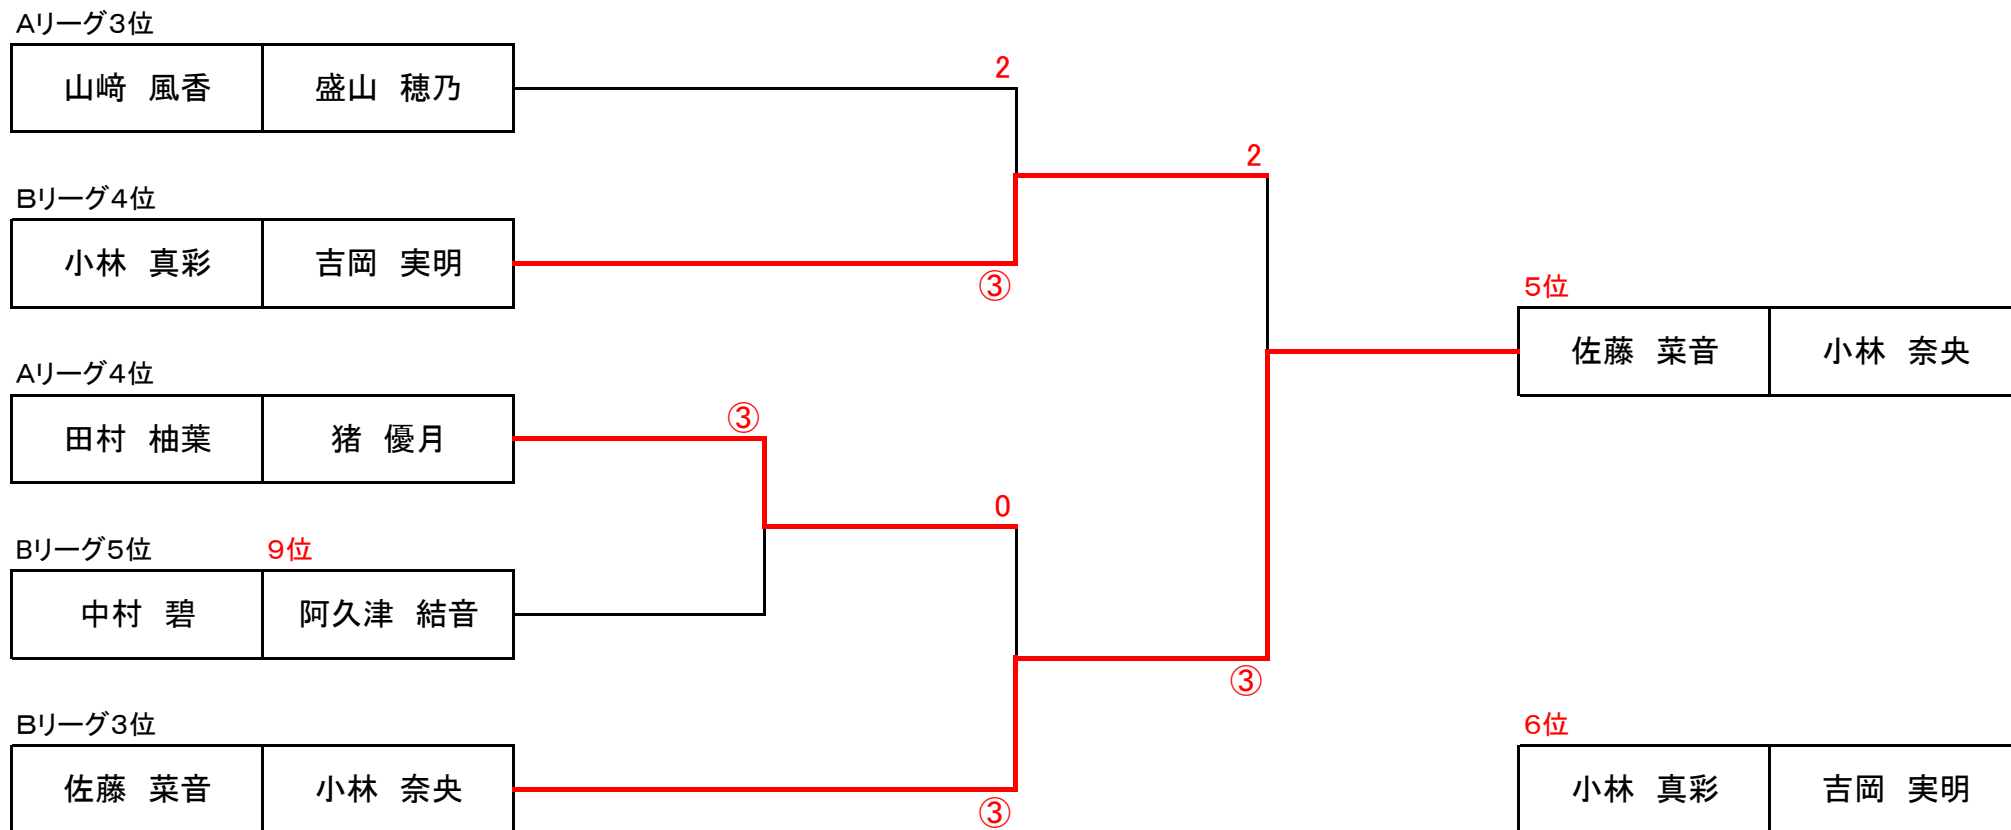 Aリーグ3位
山﨑　風香　盛山　穂乃
2
2
Bリーグ4位
小林　真彩　吉岡　実明
③
5位
佐藤　菜音　小林　奈央
Aリーグ4位
田村　柚葉　猪　優月
③
0
Bリーグ5位　9位
中村　碧　阿久津　結音
③
Bリーグ3位
佐藤　菜音　小林　奈央
③
6位
小林　真彩　吉岡　実明